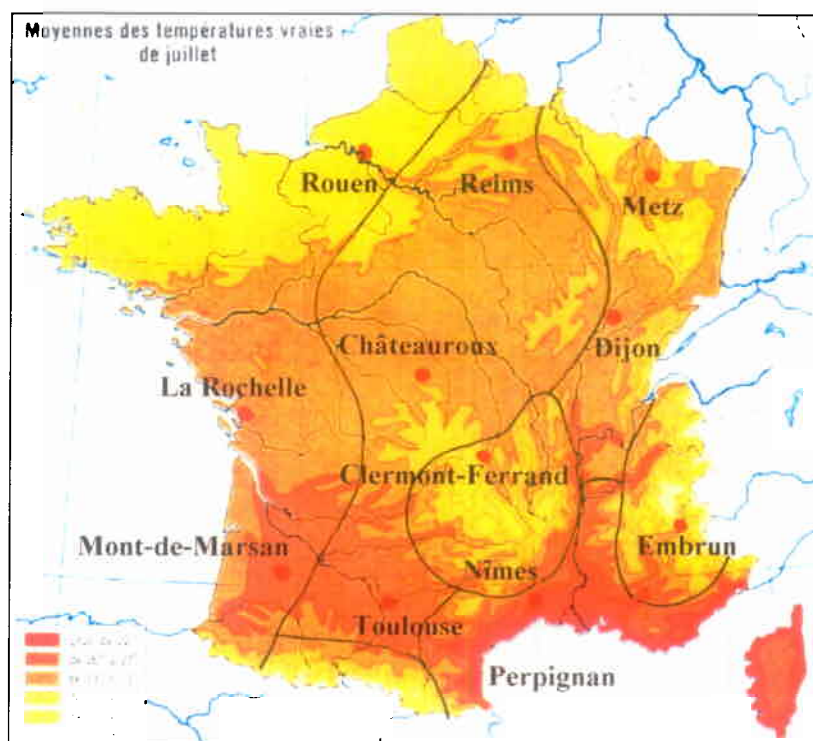 Moyennes des températures vraies
de juillet
Rouen
Reims
Metz
Châteauroux
Dijon
La Rochelle
Clermont-Ferrand
Mont-de-Marsan
Embrun
Nîmes
Toulouse
Perpignan